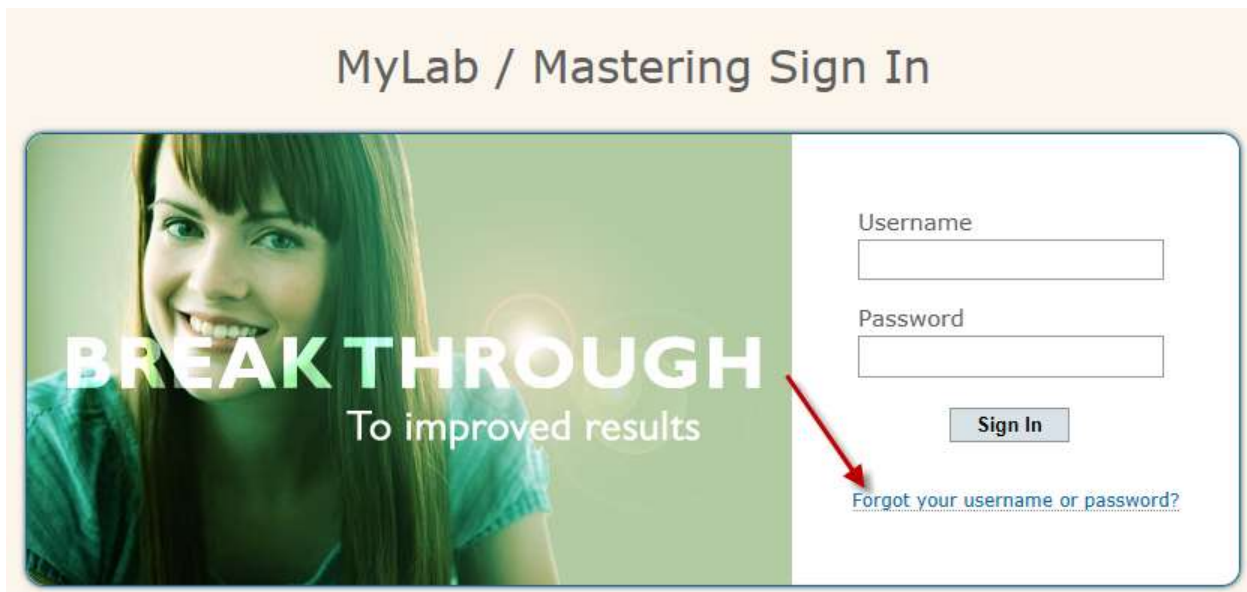 MyLab / Mastering Sign In
BREAKTHROUGH
To improved results
Username
Password
Sign In
Forgot your username or password?